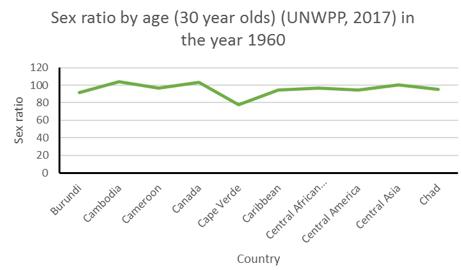 Sex ratio by age (30 year olds) (UNWPP, 2017) in
the year 1960
120
100
80
60
40
20
0
Sex ratio
Burundi
Cambodia
Cameroon
Canada
Cape Verde
Caribbean
Central African...
Central America
Central Asia
Chad
Country